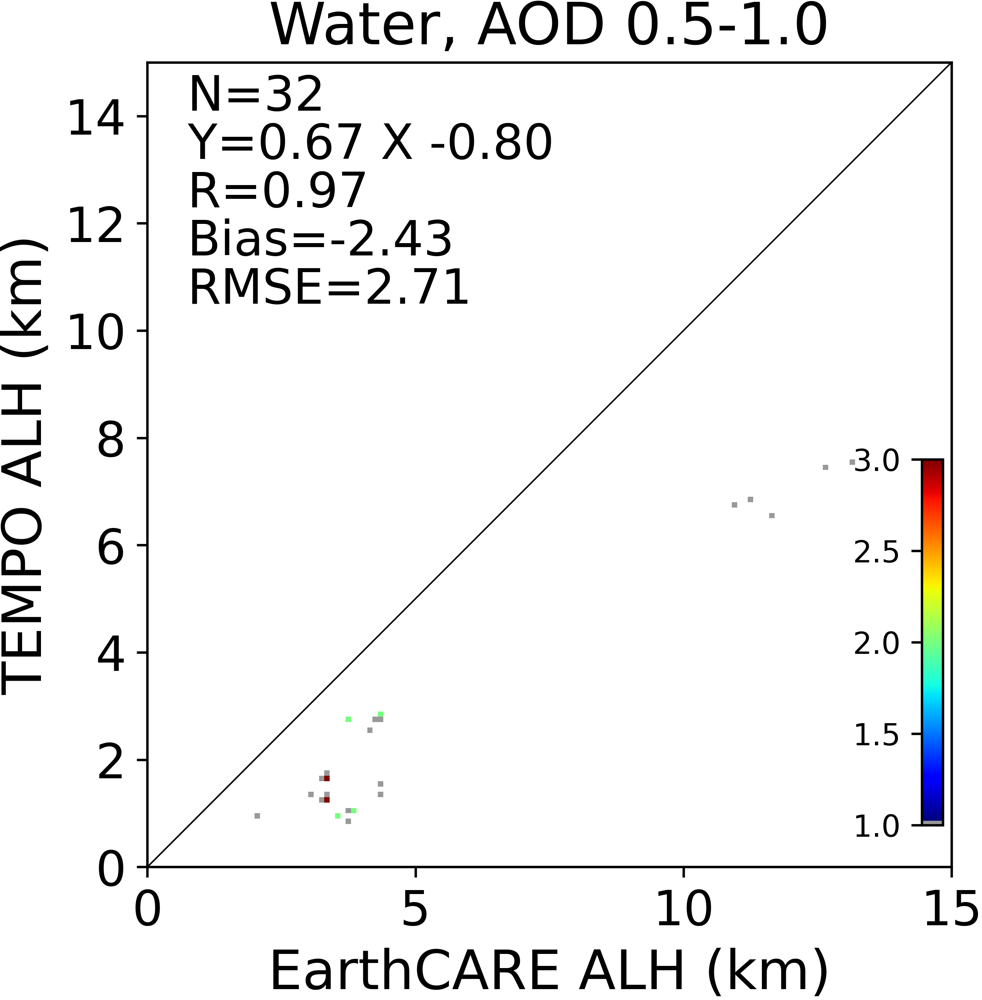 Water, AOD 0.5-1.0
N=32
Y=0.67 X -0.80
R=0.97
Bias=-2.43
RMSE=2.71
TEMPO ALH (km)
14
12
10
8
6
4
2
0
0
5
10
15
EarthCARE ALH (km)
3.0
2.5
2.0
1.5
1.0